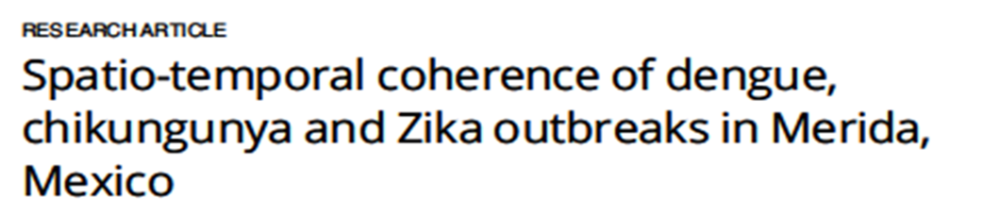 RESEARCH ARTICLE
Spatio-temporal coherence of dengue,
chikungunya and Zika outbreaks in Merida,
Mexico